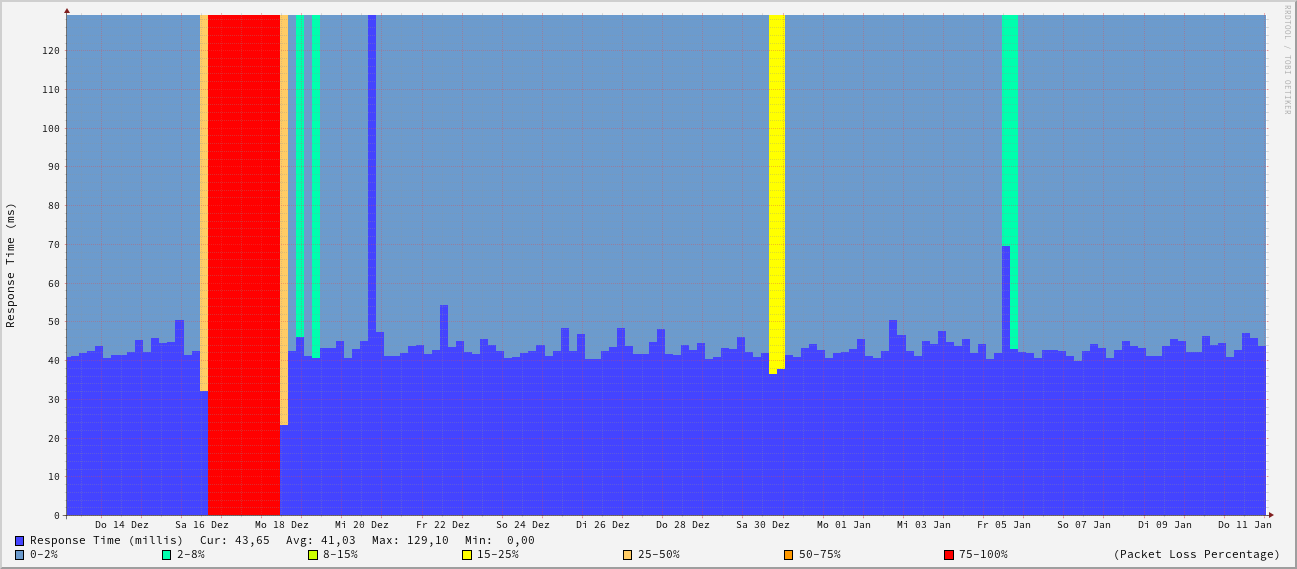 RRDTOOL / TOBI OETIKER
Response Time (ms)
120
110
100
90
80
70
60
50
40
30
20
10
0
Do 14 Dez Sa 16 Dez Mo 18 Dez Mi 20 Dez Fr 22 Dez So 24 Dez Di 26 Dez Do 28 Dez Sa 30 Dez Mo 01 Jan Mi 03 Jan Fr 05 Jan So 07 Jan Di 09 Jan Do 11 Jan
Response Time (millis) Cur: 43,65 Avg: 41,03 Max: 129,10 Min: 0,00
0-2% 2-8% 8-15% 15-25% 25-50% 50-75% 75-100% (Packet Loss Percentage)